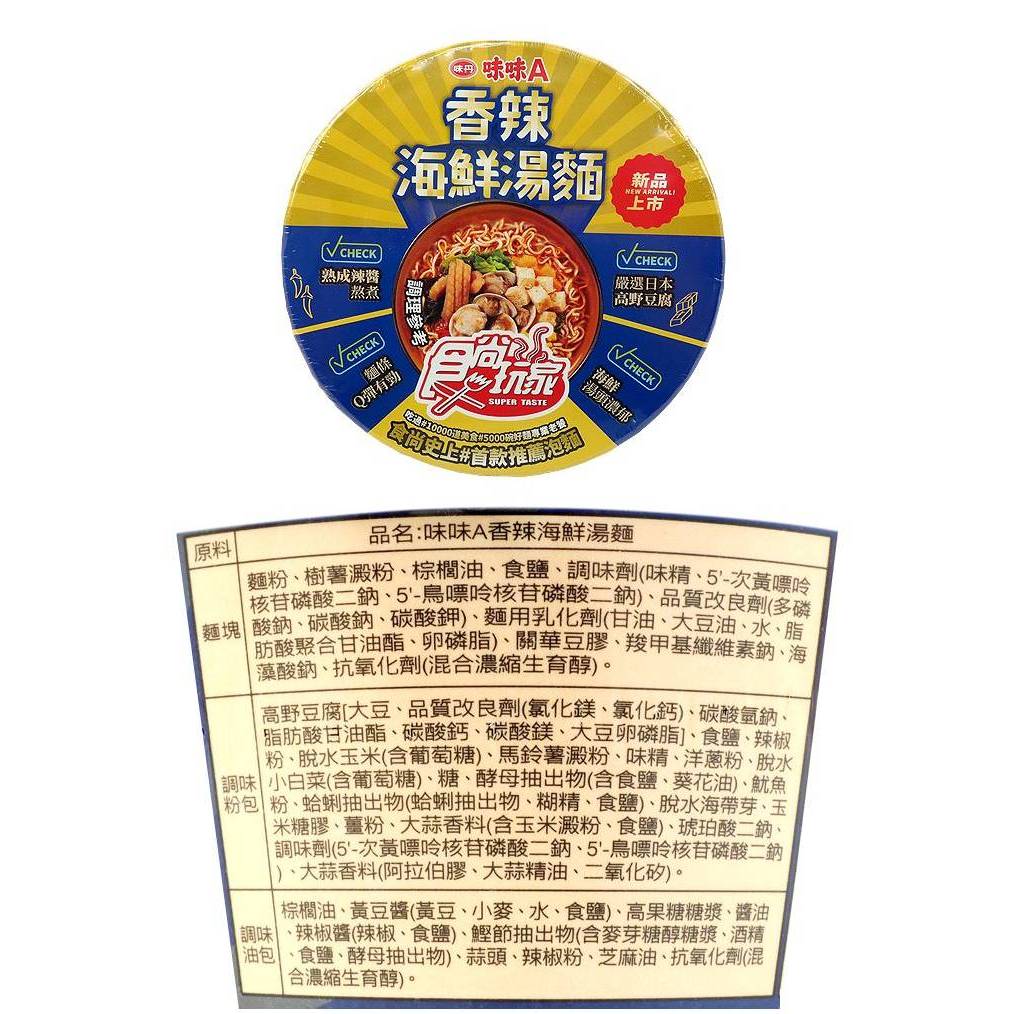 味丹 味味A
香辣
海鮮湯麵
新品
NEW ARRIVAL!
上市
CHECK
熟成辣醬
熬煮
CHECK
嚴選日本
高野豆腐
調理參考
CHECK
麵條
Q彈有勁
CHECK
海鮮
湯頭濃郁
食尚玩家
SUPER TASTE
吃過#10000道美食#5000碗好麵專業老饕
食尚史上#首款推薦泡麵
原料
品名:味味A香辣海鮮湯麵
麵塊
麵粉、樹薯澱粉、棕櫚油、食鹽、調味劑(味精、5'-次黃嘌呤
核苷磷酸二鈉、5'-鳥嘌呤核苷磷酸二鈉)、品質改良劑(多磷
酸鈉、碳酸鈉、碳酸鉀)、麵用乳化劑(甘油、大豆油、水、脂
肪酸聚合甘油酯、卵磷脂)、關華豆膠、羧甲基纖維素鈉、海
藻酸鈉、抗氧化劑(混合濃縮生育醇)。
調味
粉包
高野豆腐[大豆、品質改良劑(氯化鎂、氯化鈣)、碳酸氫鈉、
脂肪酸甘油酯、碳酸鈣、碳酸鎂、大豆卵磷脂]、食鹽、辣椒
粉、脫水玉米(含葡萄糖)、馬鈴薯澱粉、味精、洋蔥粉、脫水
小白菜(含葡萄糖)、糖、酵母抽出物(含食鹽、葵花油)、魷魚
粉、蛤蜊抽出物(蛤蜊抽出物、糊精、食鹽)、脫水海帶芽、玉
米糖膠、薑粉、大蒜香料(含玉米澱粉、食鹽)、琥珀酸二鈉、
調味劑(5'-次黃嘌呤核苷磷酸二鈉、5'-鳥嘌呤核苷磷酸二鈉
)、大蒜香料(阿拉伯膠、大蒜精油、二氧化矽)。
調味
油包
棕櫚油、黃豆醬(黃豆、小麥、水、食鹽)、高果糖糖漿、醬油
、辣椒醬(辣椒、食鹽)、鰹節抽出物(含麥芽糖醇糖漿、酒精
、食鹽、酵母抽出物)、蒜頭、辣椒粉、芝麻油、抗氧化劑(混
合濃縮生育醇)。